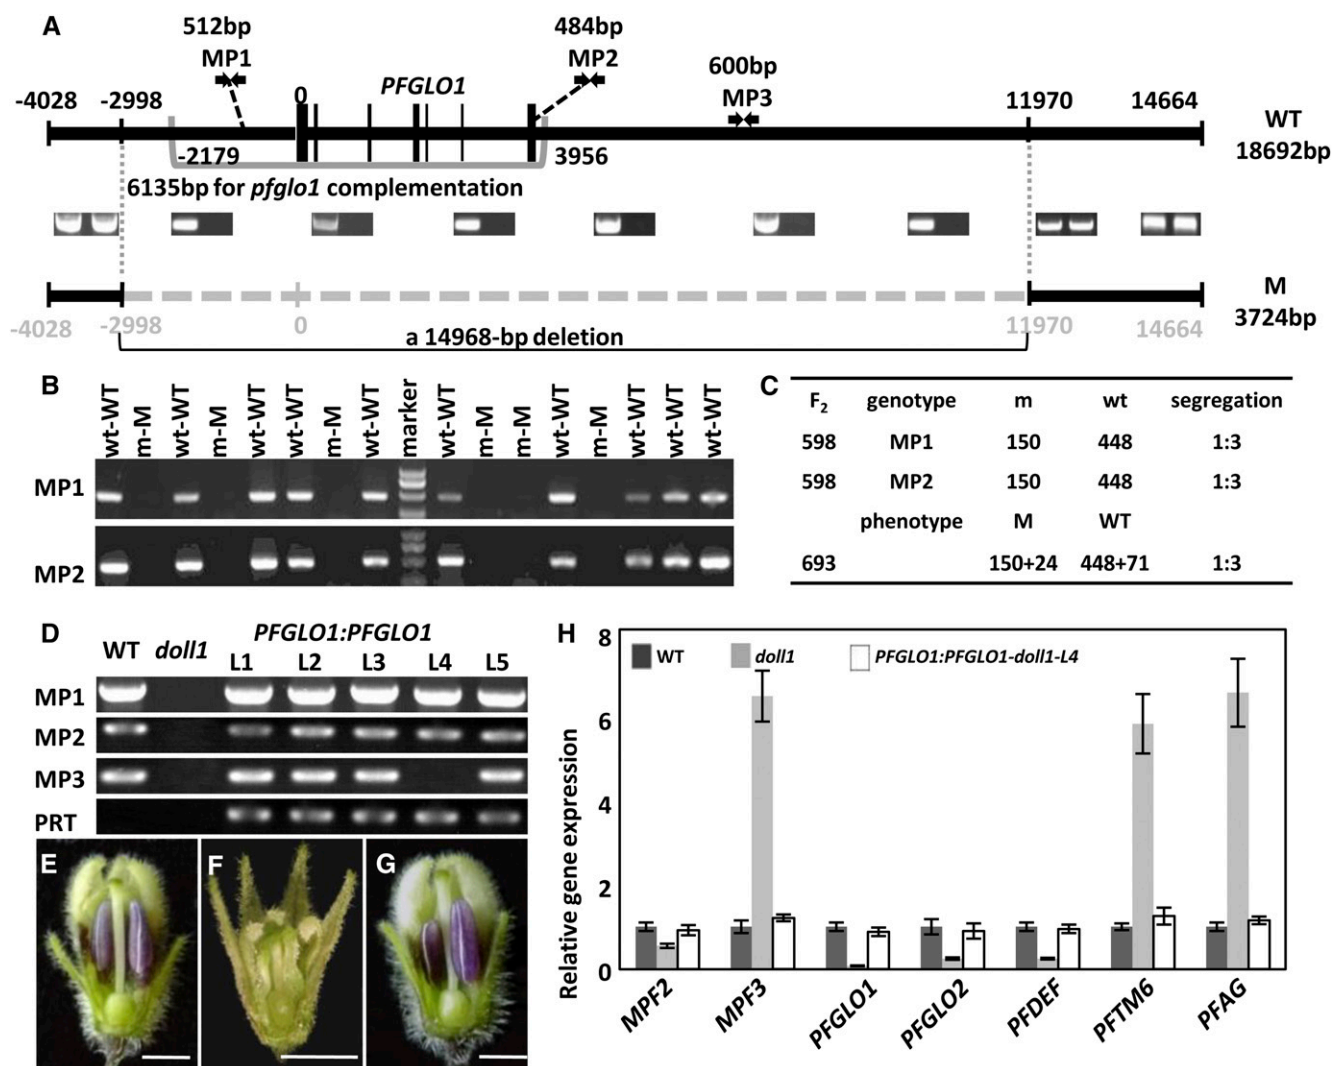 A
512bp
MP1
484bp
MP2
PFGLO1
600bp
MP3
-4028
-2998
0
11970
14664
WT
18692bp
-2179
3956
6135bp for pfglo1 complementation
M
3724bp
-4028
-2998
0
11970
14664
a 14968-bp deletion
B
wt-WT
m-M
wt-WT
m-M
wt-WT
wt-WT
m-M
wt-WT
marker
wt-WT
m-M
m-M
wt-WT
m-M
wt-WT
wt-WT
wt-WT
MP1
MP2
C
F2 genotype m wt segregation
598 MP1 150 448 1:3
598 MP2 150 448 1:3
phenotype M WT
693 150+24 448+71 1:3
D
WT doll1 PFGLO1:PFGLO1
L1 L2 L3 L4 L5
MP1
MP2
MP3
PRT
E
F
G
H
WT doll1 PFGLO1:PFGLO1-doll1-L4
Relative gene expression
8
6
4
2
1
0
MPF2
MPF3
PFGLO1
PFGLO2
PFDEF
PFTM6
PFAG